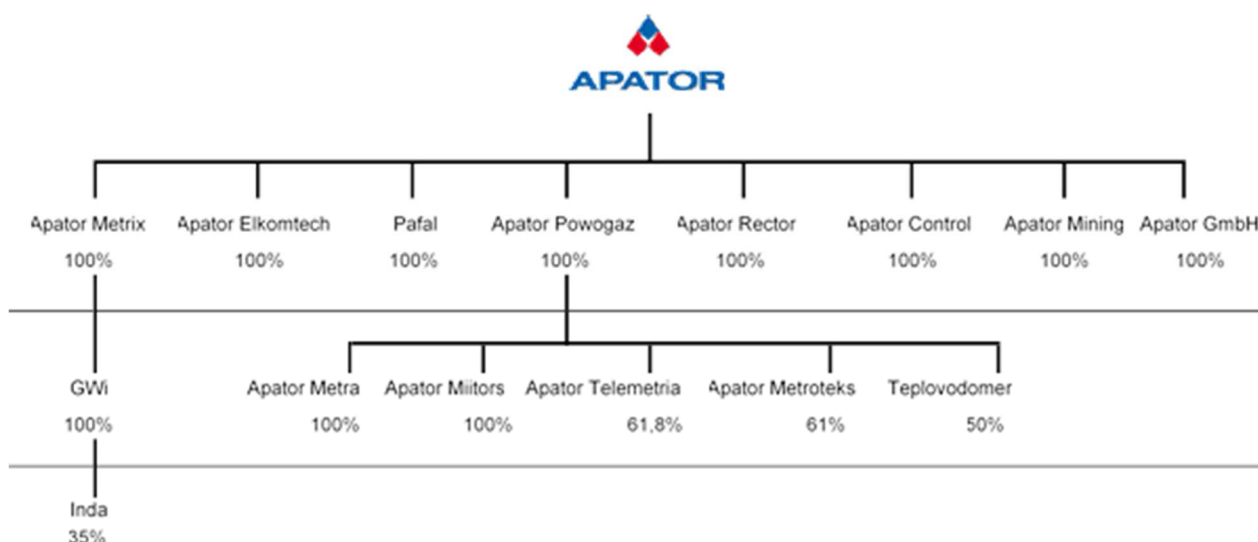 APATOR
Apator Metrix Apator Elkomtech Pafal Apator Powogaz Apator Rector Apator Control Apator Mining Apator GmbH
100% 100% 100% 100% 100% 100% 100% 100%
GWi Apator Metra Apator Miitors Apator Telemetria Apator Metroteks Teplovodomer
100% 100% 100% 61,8% 61% 50%
Inda
35%